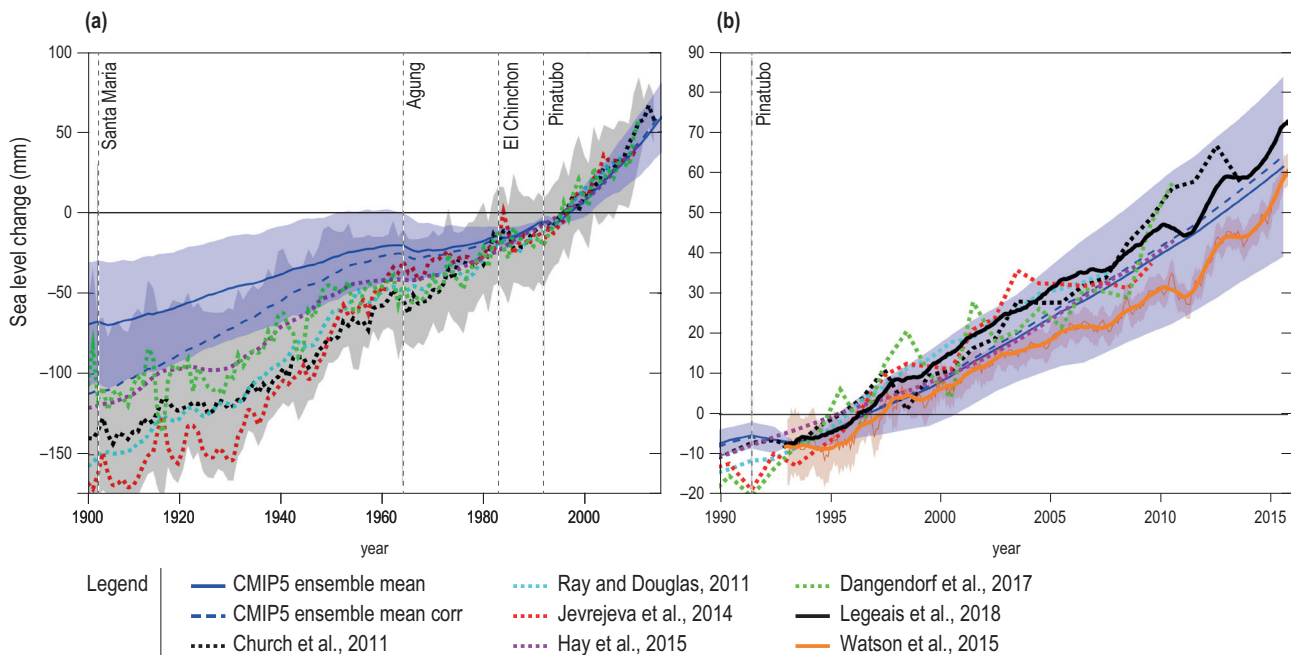 (a)
(b)
Sea level change (mm)
100
50
0
–50
–100
–150
Santa Maria
Agung
El Chinchon
Pinatubo
1900
1920
1940
1960
1980
2000
year
90
80
70
60
50
40
30
20
10
0
–10
–20
Pinatubo
1990
1995
2000
2005
2010
2015
year
Legend
CMIP5 ensemble mean
CMIP5 ensemble mean corr
Church et al., 2011
Ray and Douglas, 2011
Jevrejeva et al., 2014
Hay et al., 2015
Dangendorf et al., 2017
Legeais et al., 2018
Watson et al., 2015